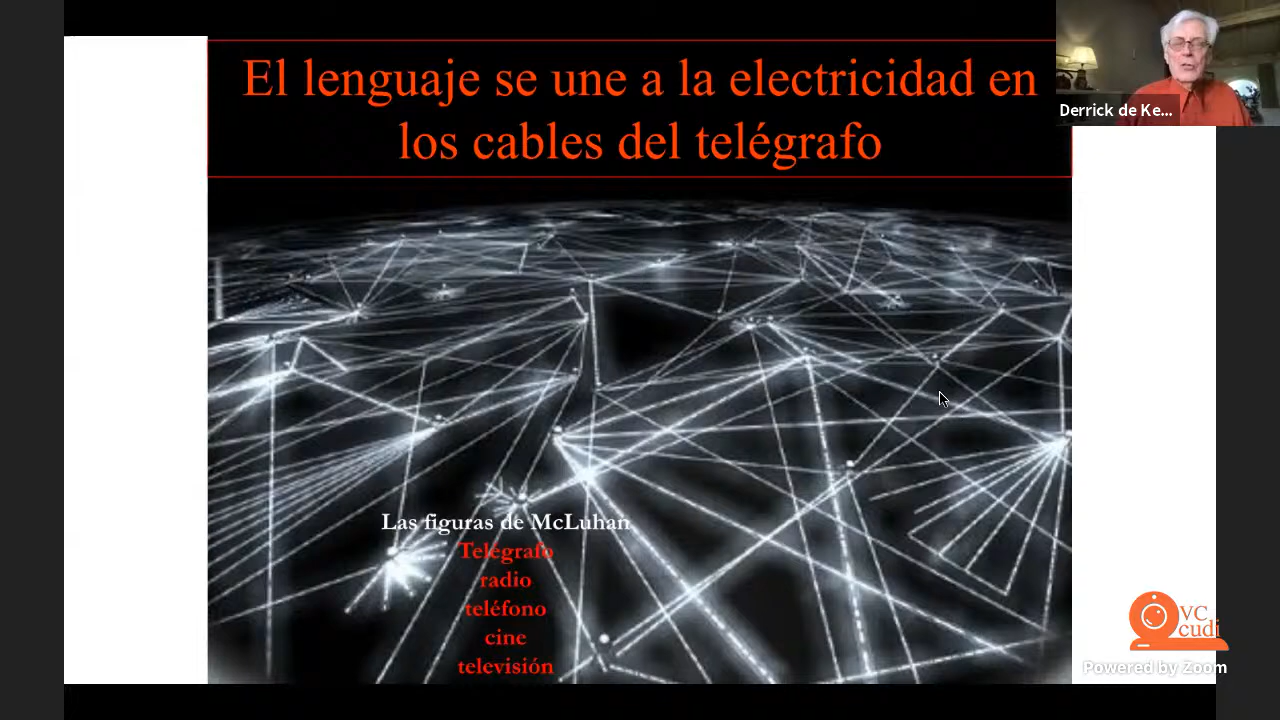 El lenguaje se une a la electricidad en
los cables del telégrafo
Derrick de Ke...
Las figuras de McLuhan
Telégrafo
radio
teléfono
cine
televisión
VC
cudi
Powered by Zoom